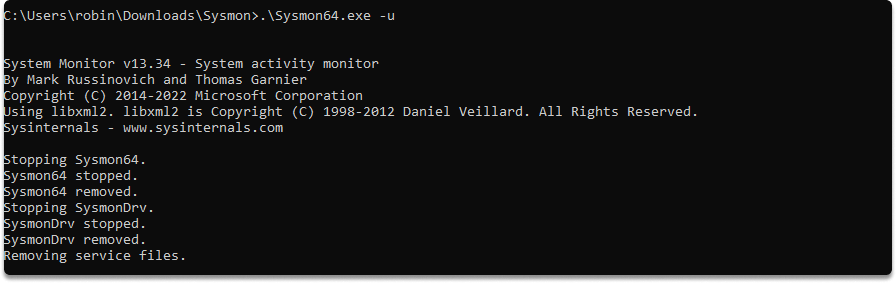 C:\Users\robin\Downloads\Sysmon>.\Sysmon64.exe -u
System Monitor v13.34 - System activity monitor
By Mark Russinovich and Thomas Garnier
Copyright (C) 2014-2022 Microsoft Corporation
Using libxml2. libxml2 is Copyright (C) 1998-2012 Daniel Veillard. All Rights Reserved.
Sysinternals - www.sysinternals.com
Stopping Sysmon64.
Sysmon64 stopped.
Sysmon64 removed.
Stopping SysmonDrv.
SysmonDrv stopped.
SysmonDrv removed.
Removing service files.